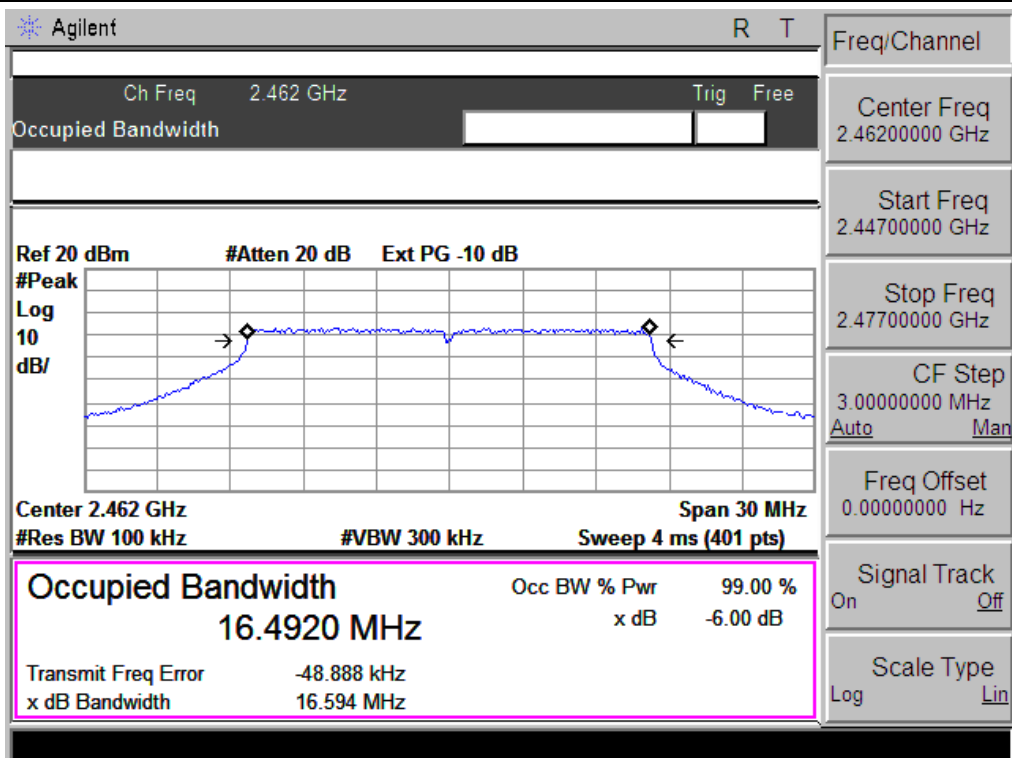 Agilent R T
Ch Freq 2.462 GHz Trig Free
Occupied Bandwidth
Ref 20 dBm #Atten 20 dB Ext PG -10 dB
#Peak
Log
10
dB/
Center 2.462 GHz Span 30 MHz
#Res BW 100 kHz #VBW 300 kHz Sweep 4 ms (401 pts)
Occupied Bandwidth Occ BW % Pwr 99.00 %
16.4920 MHz x dB -6.00 dB
Transmit Freq Error -48.888 kHz
x dB Bandwidth 16.594 MHz
Freq/Channel
Center Freq
2.46200000 GHz
Start Freq
2.44700000 GHz
Stop Freq
2.47700000 GHz
CF Step
3.00000000 MHz
Auto Man
Freq Offset
0.00000000 Hz
Signal Track
On Off
Scale Type
Log Lin